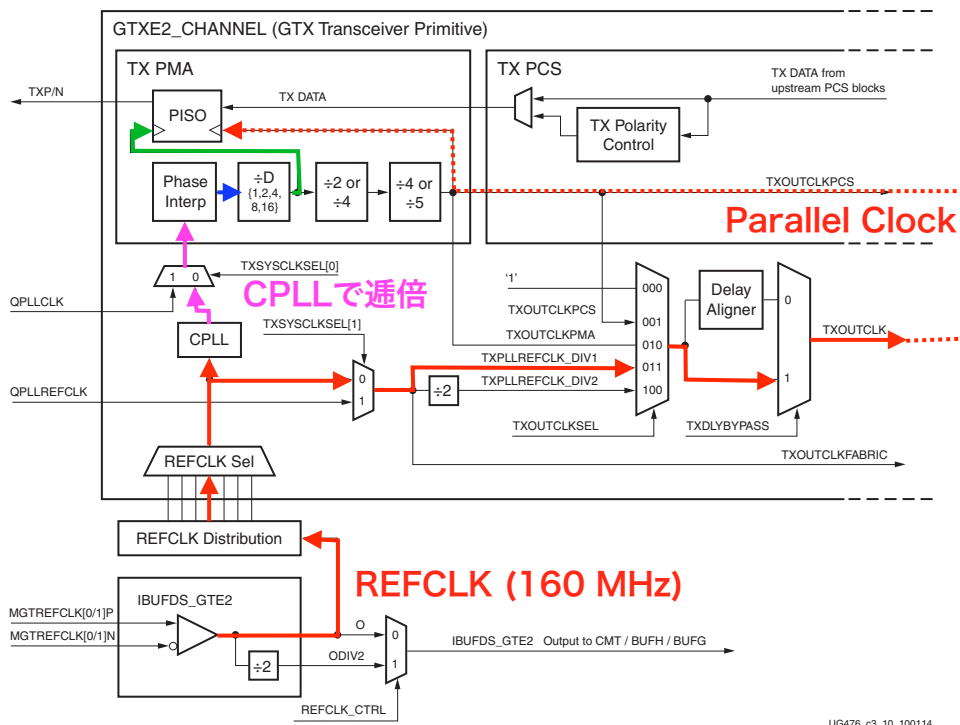 GTXE2_CHANNEL (GTX Transceiver Primitive)
TX PMA
TX PCS
TXP/N
PISO
TX DATA
TX DATA from
upstream PCS blocks
TX Polarity
Control
Phase
Interp
÷D
{1,2,4,
8,16}
÷2 or
÷4
÷4 or
÷5
TXOUTCLKPCS
Parallel Clock
1 0
TXSYSCLKSEL[0]
CPLLで逓倍
QPLLCLK
CPLL
TXSYSCLKSEL[1]
'1'
000
TXOUTCLKPCS
001
TXOUTCLKPMA
010
TXPLLREFCLK_DIV1
011
TXPLLREFCLK_DIV2
100
Delay
Aligner
0
1
TXOUTCLK
0
1
÷2
QPLLREFCLK
TXOUTCLKSEL
TXDLYBYPASS
TXOUTCLKFABRIC
REFCLK Sel
REFCLK Distribution
REFCLK (160 MHz)
IBUFDS_GTE2
MGTREFCLK[0/1]P
MGTREFCLK[0/1]N
O
0
÷2
ODIV2
1
IBUFDS_GTE2 Output to CMT / BUFH / BUFG
REFCLK_CTRL
UG476_c3_10_100114